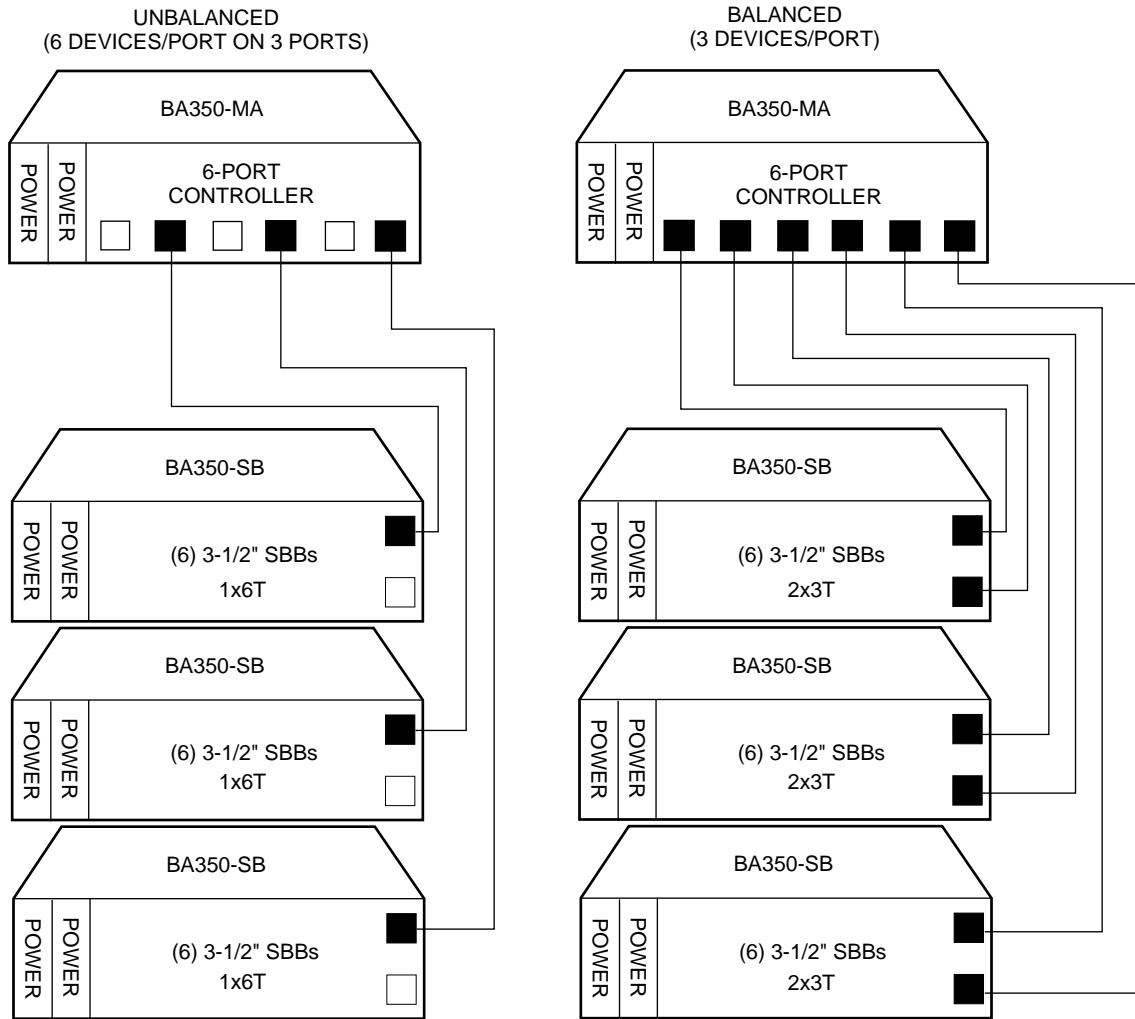 UNBALANCED
(6 DEVICES/PORT ON 3 PORTS)
BA350-MA
POWER
POWER
6-PORT
CONTROLLER
BA350-SB
POWER
POWER
(6) 3-1/2" SBBs
1x6T
BA350-SB
POWER
POWER
(6) 3-1/2" SBBs
1x6T
BA350-SB
POWER
POWER
(6) 3-1/2" SBBs
1x6T
BALANCED
(3 DEVICES/PORT)
BA350-MA
POWER
POWER
6-PORT
CONTROLLER
BA350-SB
POWER
POWER
(6) 3-1/2" SBBs
2x3T
BA350-SB
POWER
POWER
(6) 3-1/2" SBBs
2x3T
BA350-SB
POWER
POWER
(6) 3-1/2" SBBs
2x3T